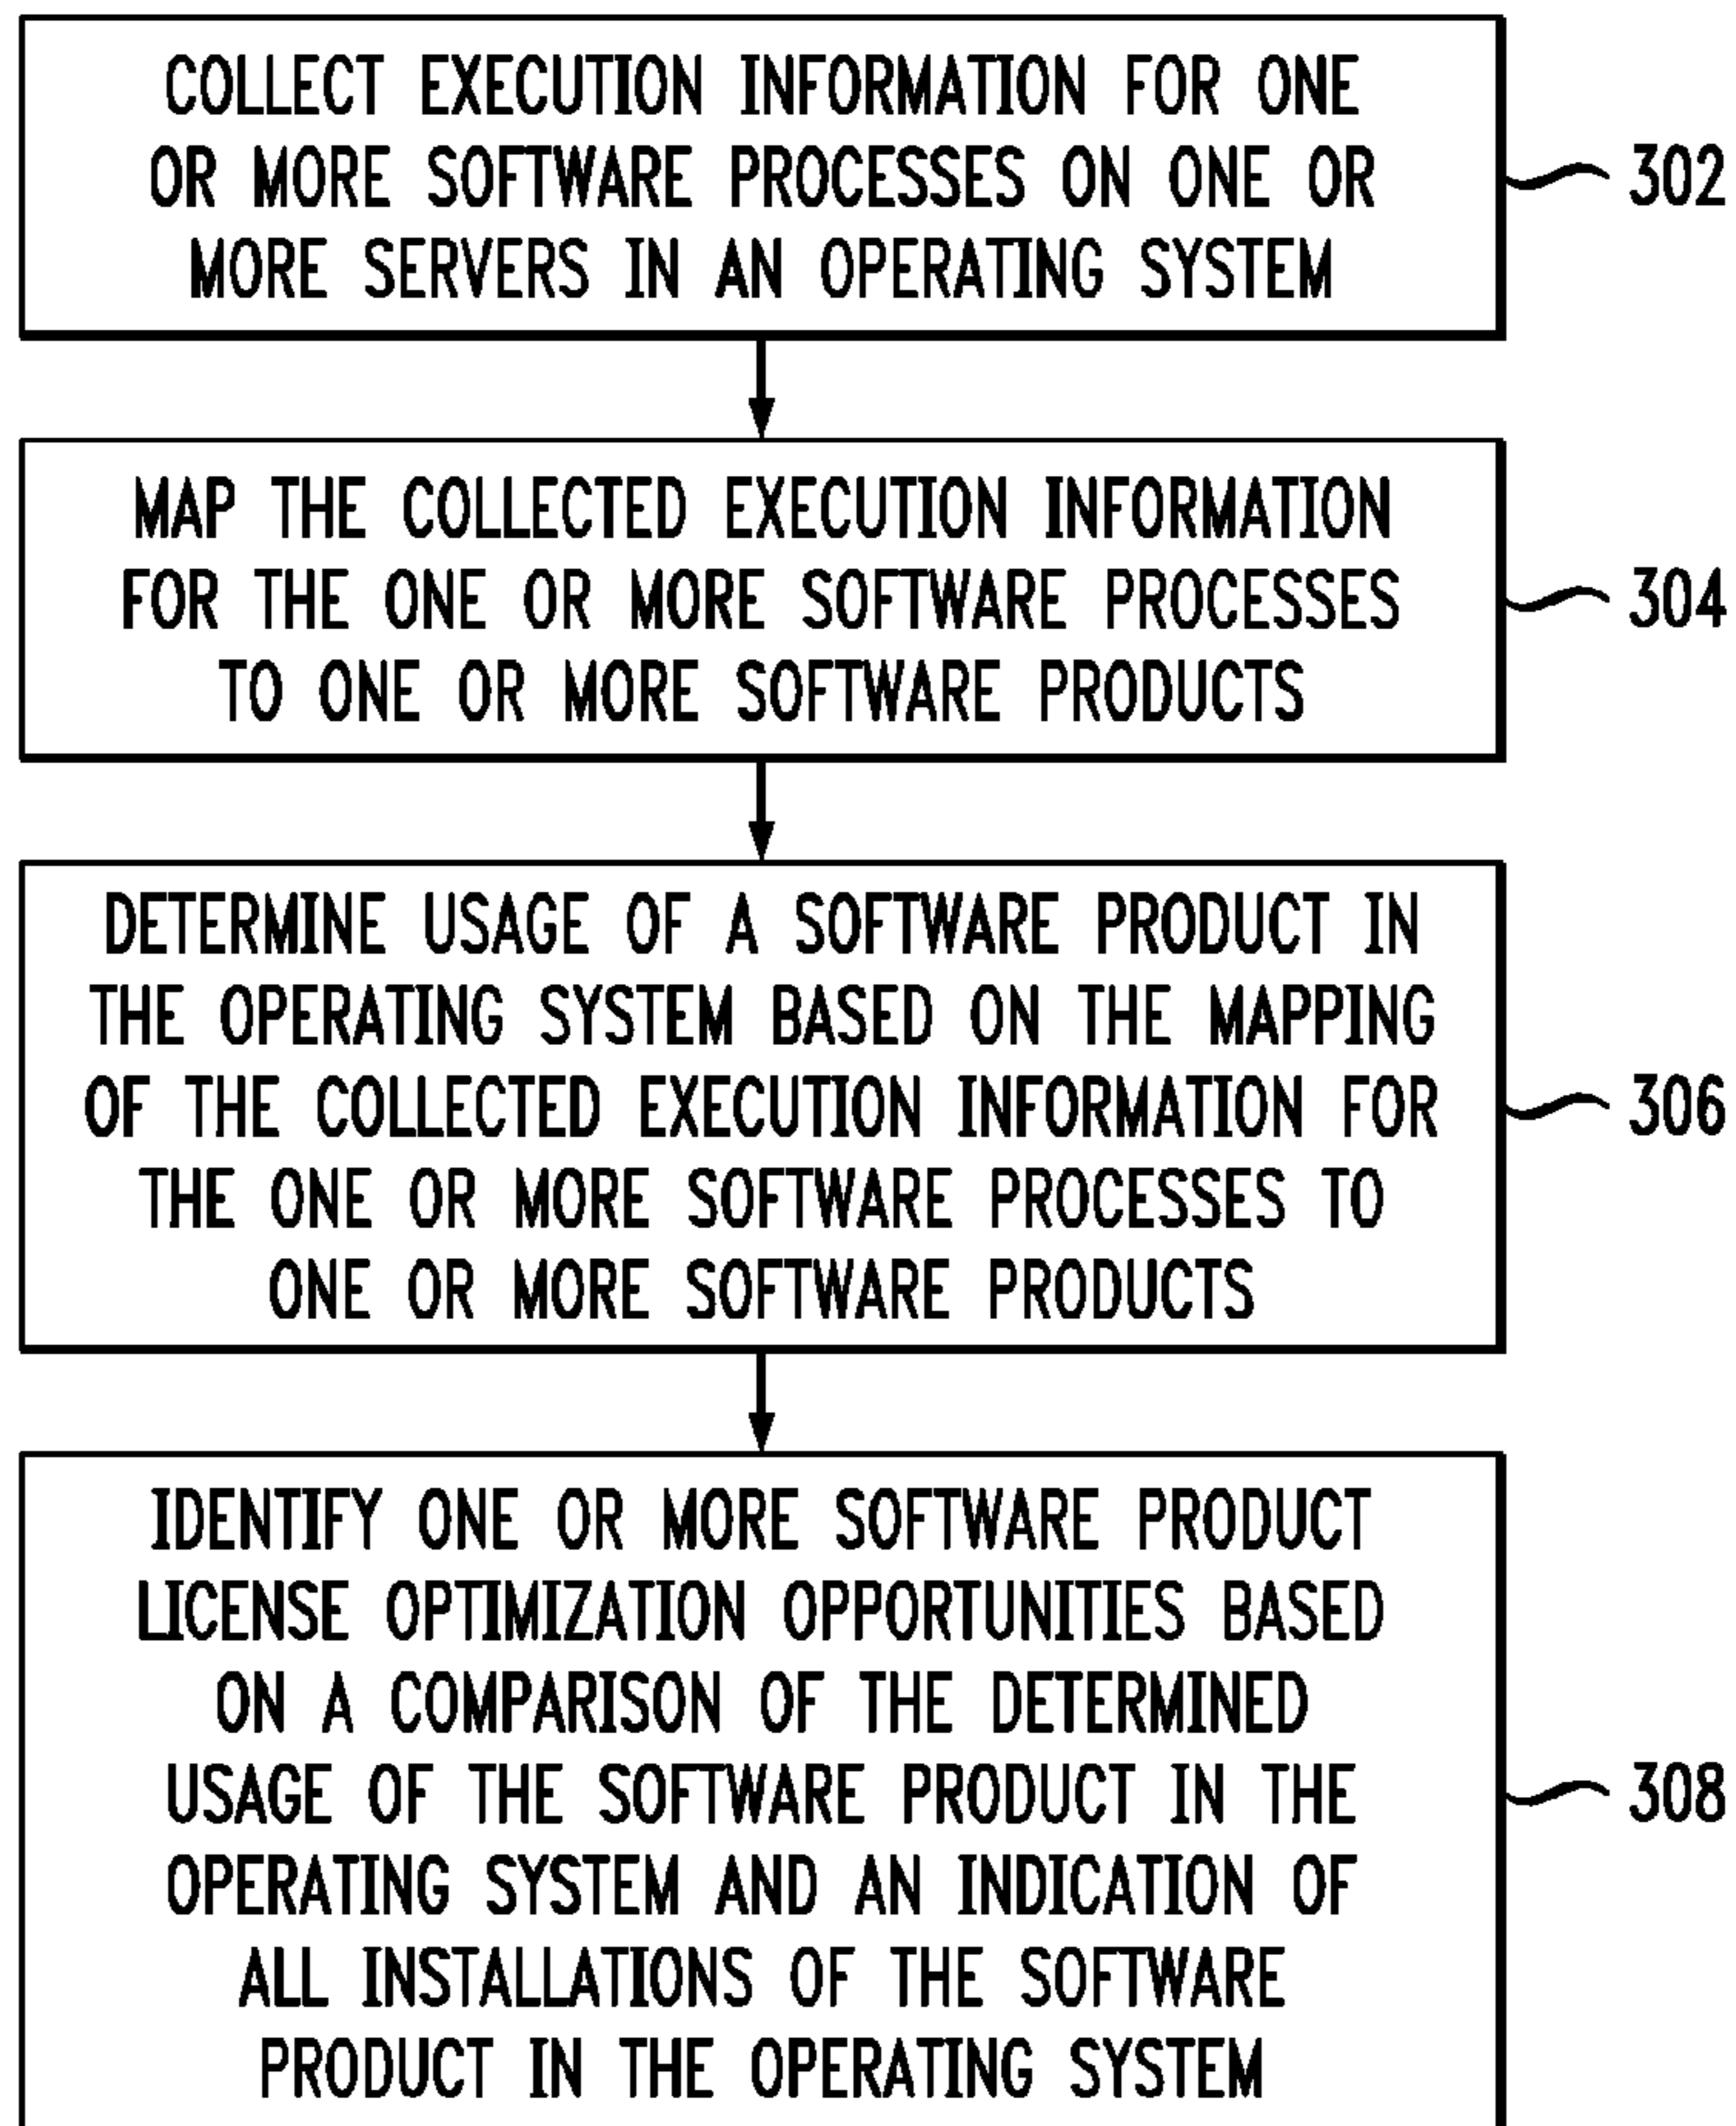 COLLECT EXECUTION INFORMATION FOR ONE
OR MORE SOFTWARE PROCESSES ON ONE OR
MORE SERVERS IN AN OPERATING SYSTEM
302
MAP THE COLLECTED EXECUTION INFORMATION
FOR THE ONE OR MORE SOFTWARE PROCESSES
TO ONE OR MORE SOFTWARE PRODUCTS
304
DETERMINE USAGE OF A SOFTWARE PRODUCT IN
THE OPERATING SYSTEM BASED ON THE MAPPING
OF THE COLLECTED EXECUTION INFORMATION FOR
THE ONE OR MORE SOFTWARE PROCESSES TO
ONE OR MORE SOFTWARE PRODUCTS
306
IDENTIFY ONE OR MORE SOFTWARE PRODUCT
LICENSE OPTIMIZATION OPPORTUNITIES BASED
ON A COMPARISON OF THE DETERMINED
USAGE OF THE SOFTWARE PRODUCT IN THE
OPERATING SYSTEM AND AN INDICATION OF
ALL INSTALLATIONS OF THE SOFTWARE
PRODUCT IN THE OPERATING SYSTEM
308